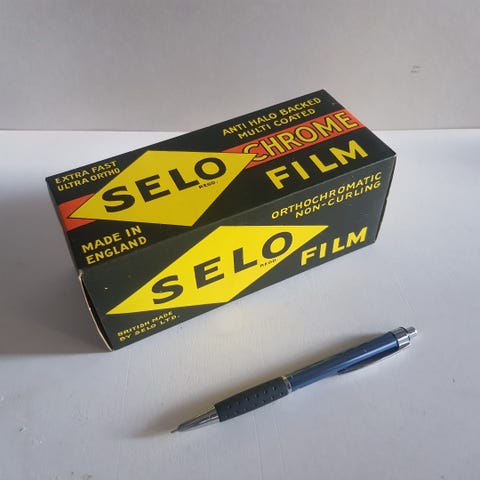 EXTRA FAST
ULTRA ORTHO
SELO
REGD.
ANTI HALO BACKED
MULTI COATED
CHROME
FILM
MADE IN
ENGLAND
SELO
REGD.
FILM
ORTHOCHROMATIC
NON-CURLING
BRITISH MADE
BY SELO LTD.